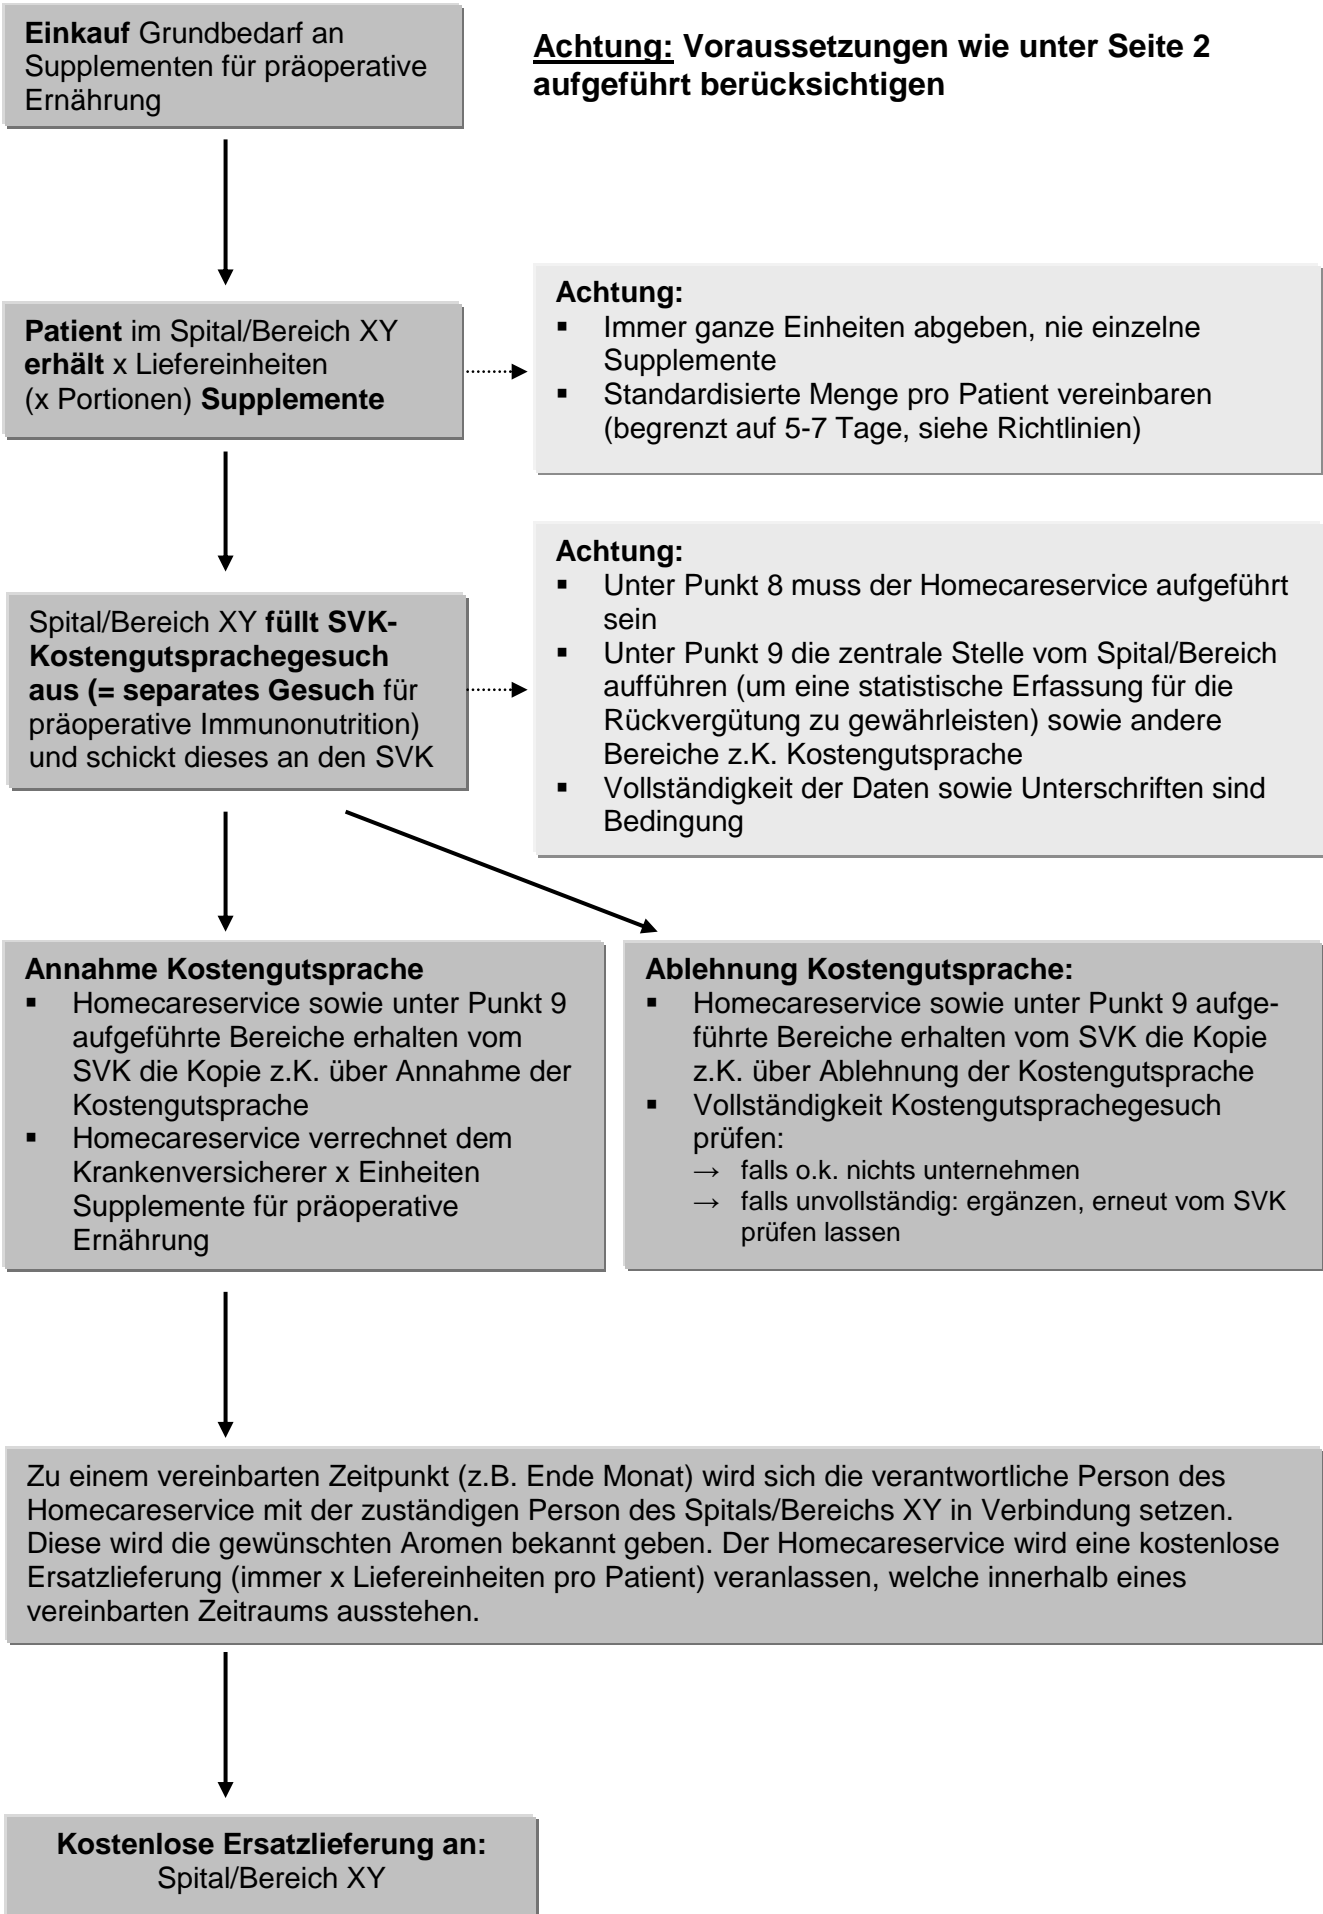 Einkauf Grundbedarf an
Supplementen für präoperative
Ernährung
Achtung: Voraussetzungen wie unter Seite 2
aufgeführt berücksichtigen
Patient im Spital/Bereich XY
erhält x Liefereinheiten
(x Portionen) Supplemente
Achtung:
▪ Immer ganze Einheiten abgeben, nie einzelne
Supplemente
▪ Standardisierte Menge pro Patient vereinbaren
(begrenzt auf 5-7 Tage, siehe Richtlinien)
Spital/Bereich XY füllt SVK-
Kostengutsprachegesuch
aus (= separates Gesuch für
präoperative Immunonutrition)
und schickt dieses an den SVK
Achtung:
▪ Unter Punkt 8 muss der Homecareservice aufgeführt
sein
▪ Unter Punkt 9 die zentrale Stelle vom Spital/Bereich
aufführen (um eine statistische Erfassung für die
Rückvergütung zu gewährleisten) sowie andere
Bereiche z.K. Kostengutsprache
▪ Vollständigkeit der Daten sowie Unterschriften sind
Bedingung
Annahme Kostengutsprache
▪ Homecareservice sowie unter Punkt 9
aufgeführte Bereiche erhalten vom
SVK die Kopie z.K. über Annahme der
Kostengutsprache
▪ Homecareservice verrechnet dem
Krankenversicherer x Einheiten
Supplemente für präoperative
Ernährung
Ablehnung Kostengutsprache:
▪ Homecareservice sowie unter Punkt 9 aufge-
führte Bereiche erhalten vom SVK die Kopie
z.K. über Ablehnung der Kostengutsprache
▪ Vollständigkeit Kostengutsprachegesuch
prüfen:
→ falls o.k. nichts unternehmen
→ falls unvollständig: ergänzen, erneut vom SVK
prüfen lassen
Zu einem vereinbarten Zeitpunkt (z.B. Ende Monat) wird sich die verantwortliche Person des
Homecareservice mit der zuständigen Person des Spitals/Bereichs XY in Verbindung setzen.
Diese wird die gewünschten Aromen bekannt geben. Der Homecareservice wird eine kostenlose
Ersatzlieferung (immer x Liefereinheiten pro Patient) veranlassen, welche innerhalb eines
vereinbarten Zeitraums ausstehen.
Kostenlose Ersatzlieferung an:
Spital/Bereich XY